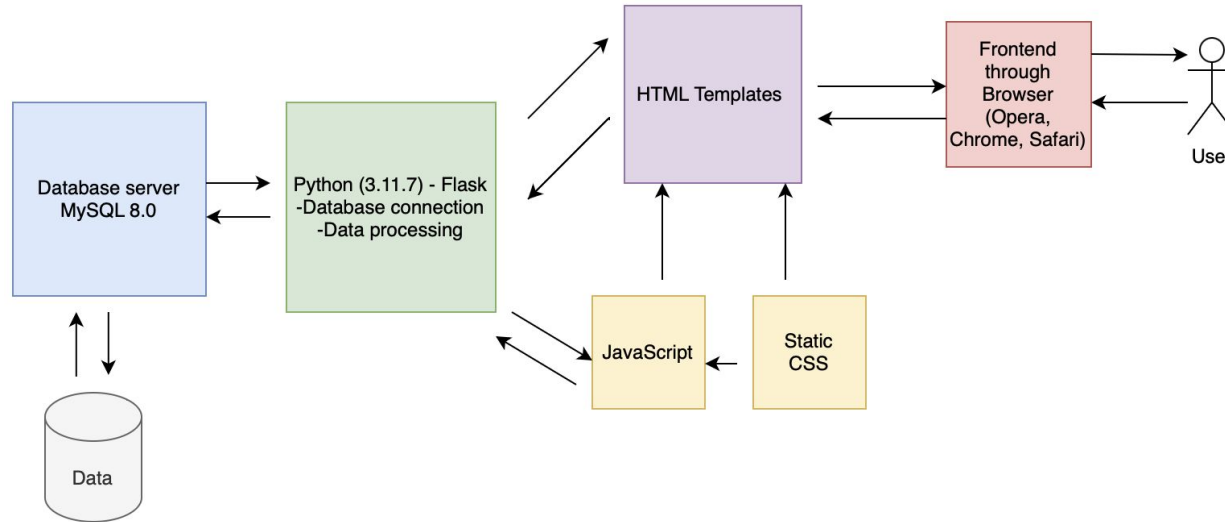 Database server
MySQL 8.0
Data
Python (3.11.7) - Flask
-Database connection
-Data processing
HTML Templates
JavaScript
Static
CSS
Frontend
through
Browser
(Opera,
Chrome, Safari)
Use